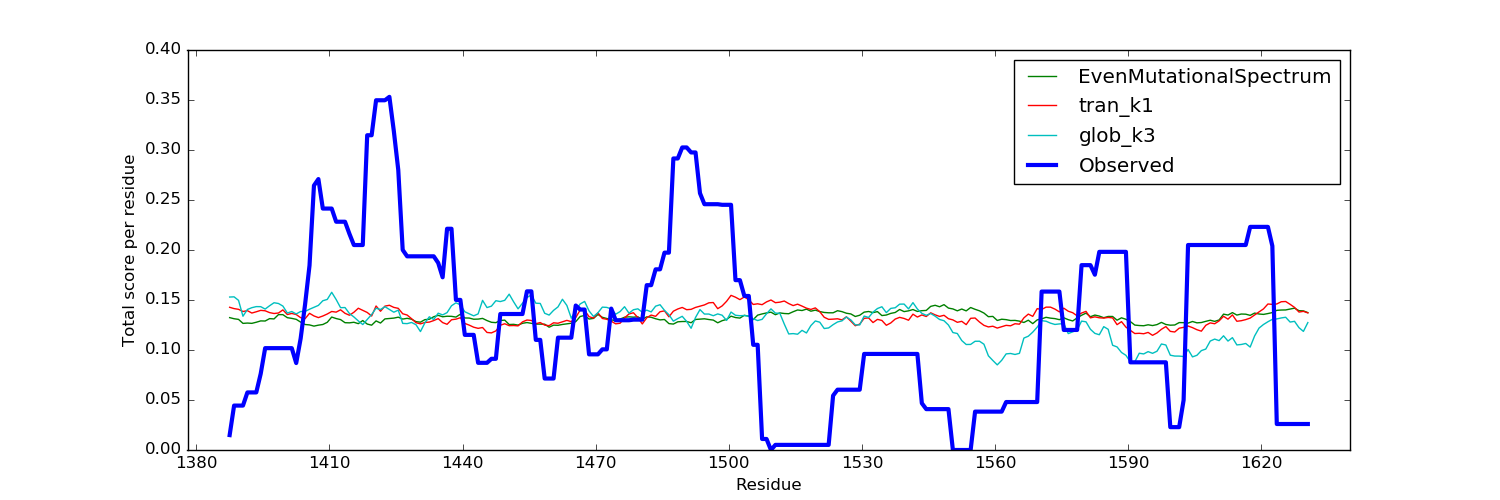 0.40
0.35
0.30
0.25
0.20
0.15
0.10
0.05
0.00
Total score per residue
EvenMutationalSpectrum
tran_k1
glob_k3
Observed
1380 1410 1440 1470 1500 1530 1560 1590 1620
Residue